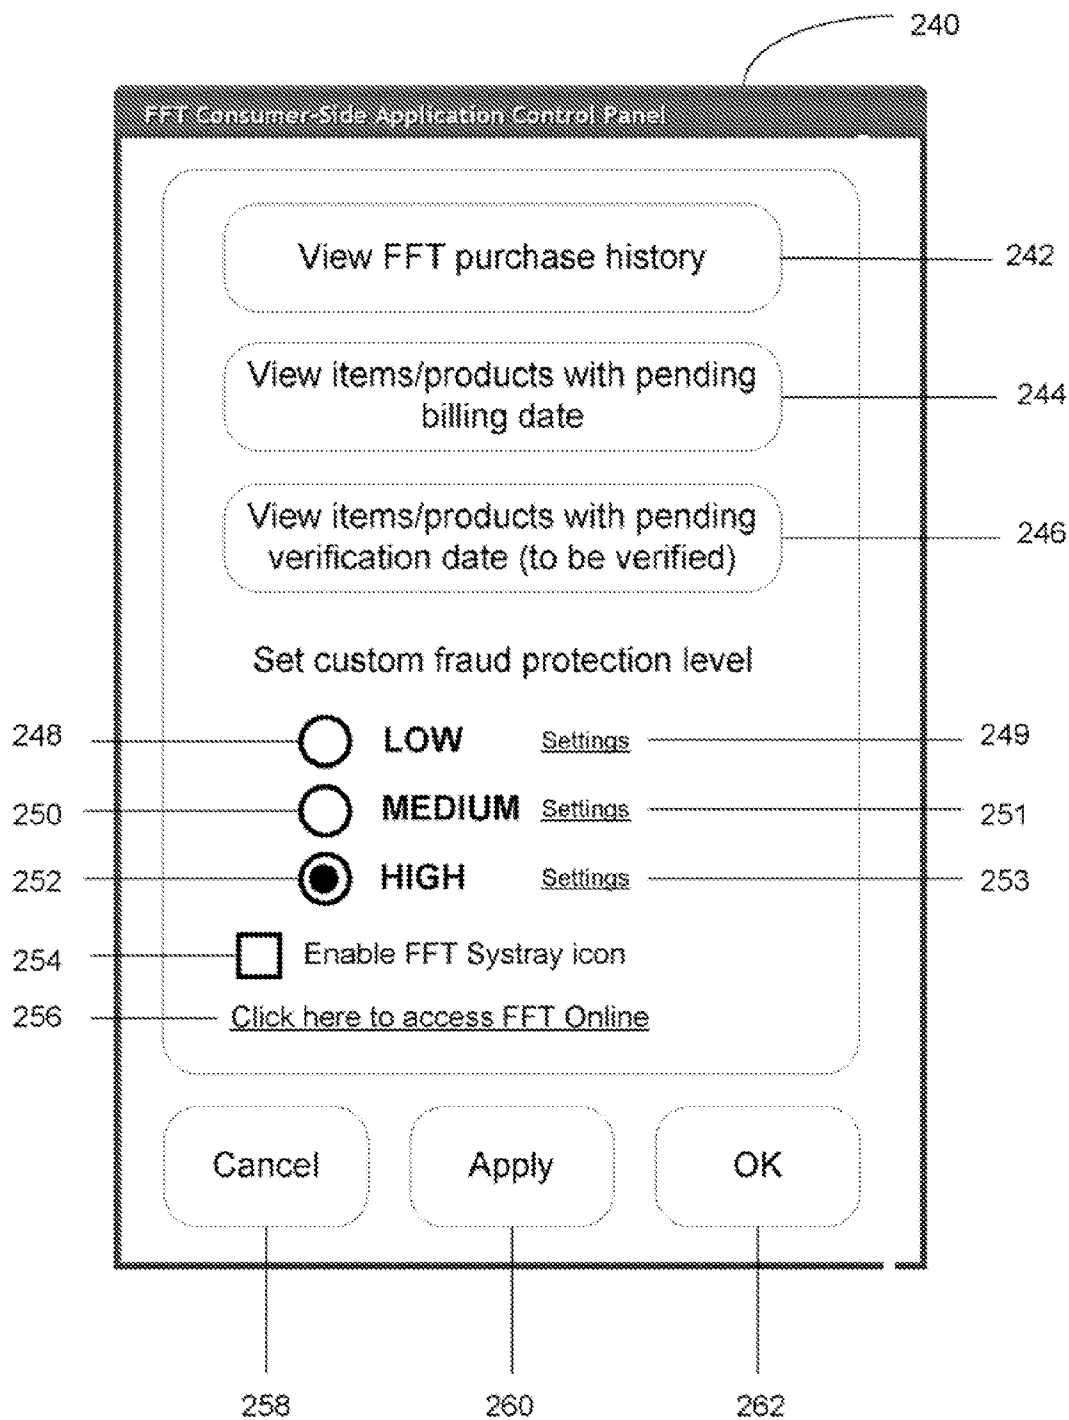 240
FFT Consumer-Side Application Control Panel
View FFT purchase history
242
View items/products with pending
billing date
244
View items/products with pending
verification date (to be verified)
246
Set custom fraud protection level
248 LOW Settings 249
250 MEDIUM Settings 251
252 HIGH Settings 253
254 Enable FFT Systray icon
256 Click here to access FFT Online
Cancel Apply OK
258 260 262